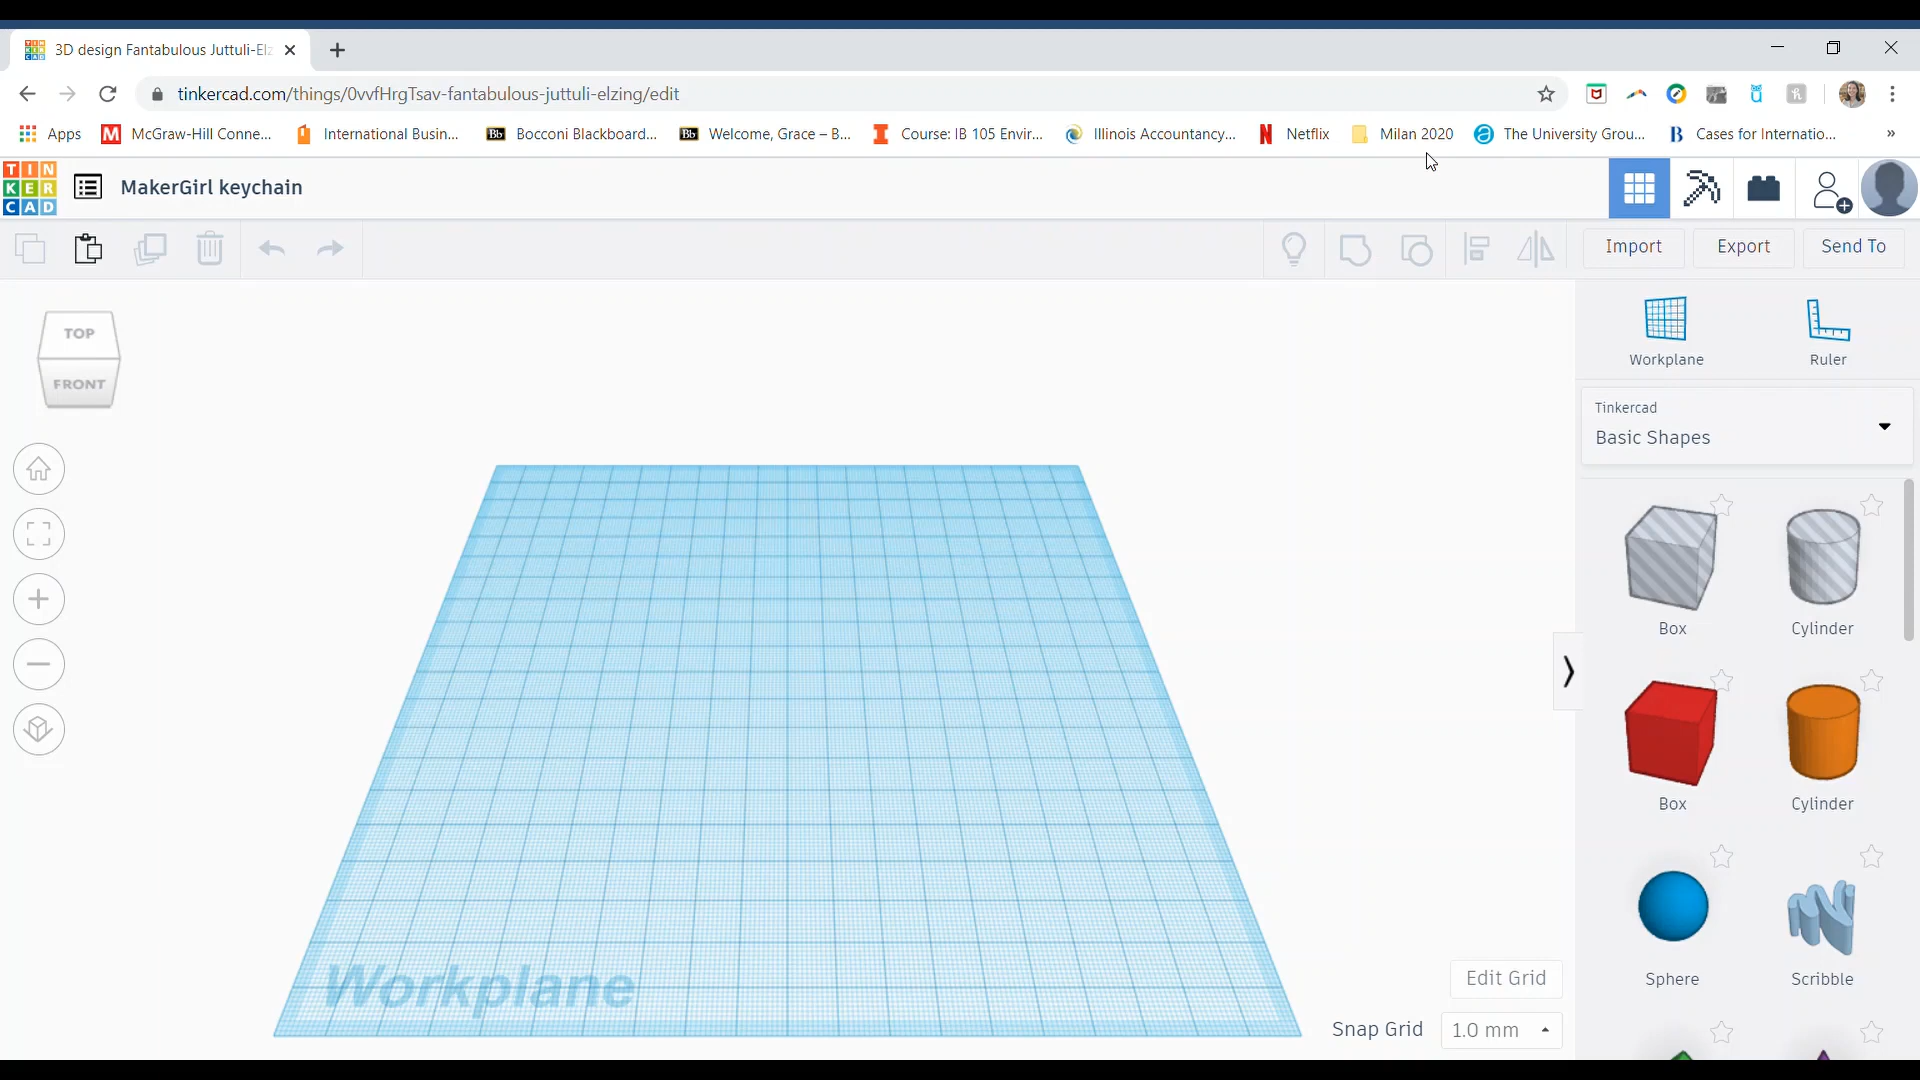 3D design Fantabulous Juttuli-Elz
tinkercad.com/things/0vvfHrgTsav-fantabulous-juttuli-elzing/edit
Apps McGraw-Hill Conne... International Busin... Bb Bocconi Blackboard... Bb Welcome, Grace – B... Course: IB 105 Envir... Illinois Accountancy... Netflix Milan 2020 The University Grou... Cases for Internatio... »
TIN
KER
CAD
MakerGirl keychain
Import Export Send To
TOP
FRONT
Workplane Ruler
Tinkercad
Basic Shapes
Box Cylinder
Box Cylinder
Sphere Scribble
Workplane
Edit Grid
Snap Grid 1.0 mm